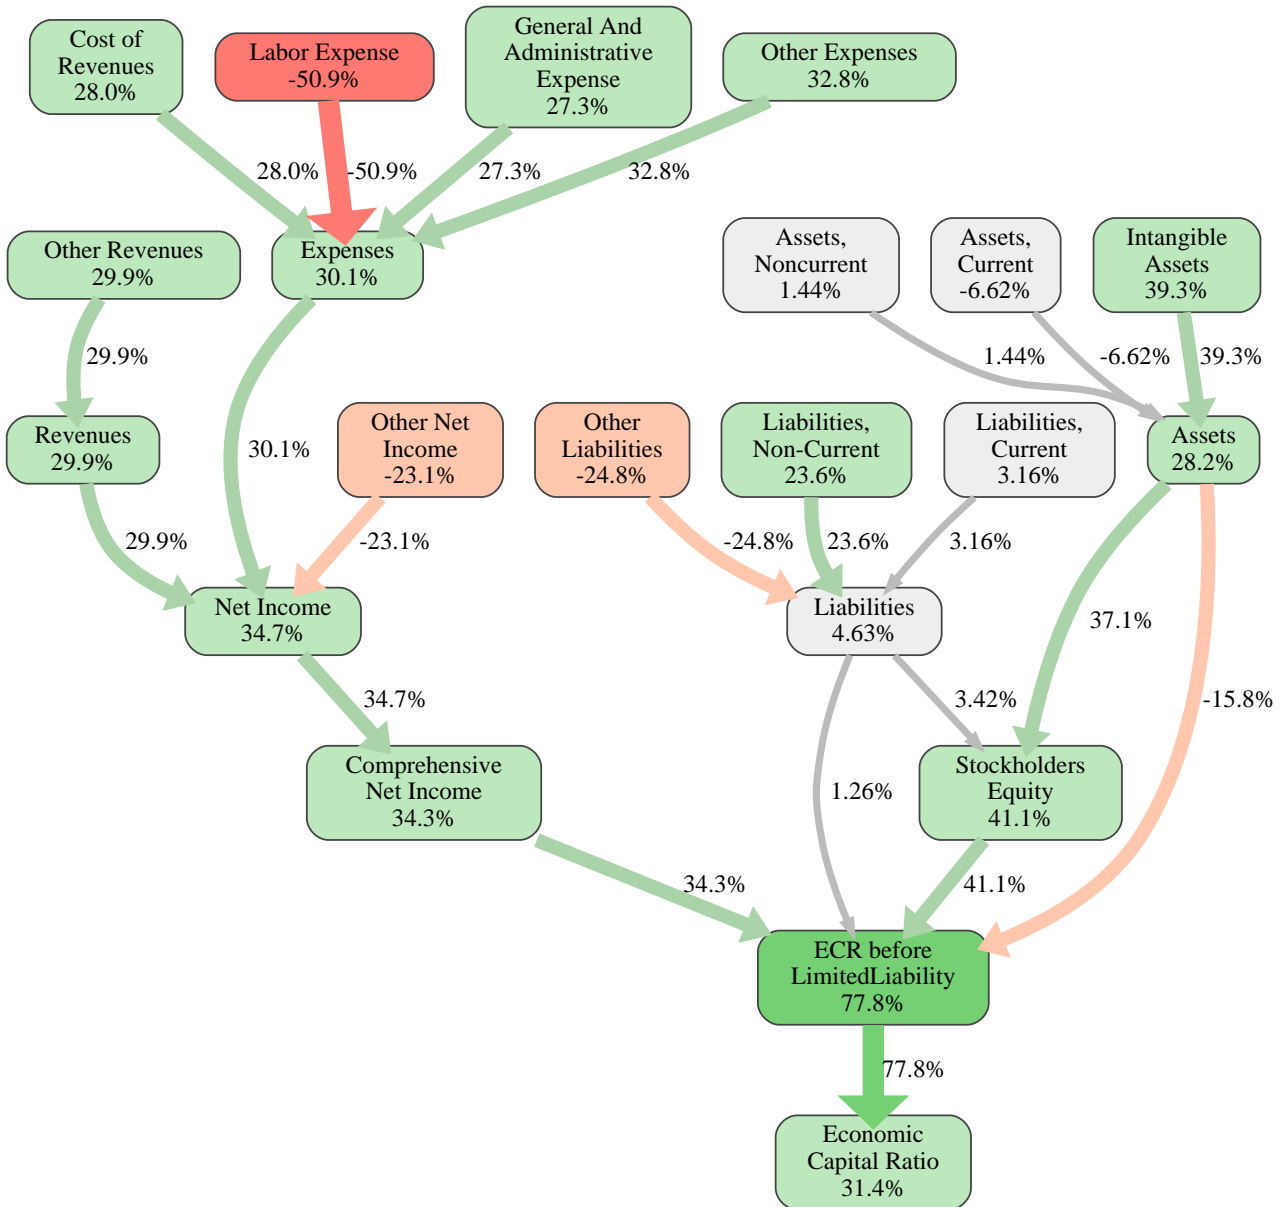 Cost of
Revenues
28.0%
Labor Expense
-50.9%
General And
Administrative
Expense
27.3%
Other Expenses
32.8%
28.0%
-50.9%
27.3%
32.8%
Other Revenues
29.9%
Expenses
30.1%
Assets,
Noncurrent
1.44%
Assets,
Current
-6.62%
Intangible
Assets
39.3%
29.9%
1.44%
-6.62%
39.3%
Revenues
29.9%
30.1%
Other Net
Income
-23.1%
Other
Liabilities
-24.8%
Liabilities,
Non-Current
23.6%
Liabilities,
Current
3.16%
Assets
28.2%
29.9%
-23.1%
-24.8%
23.6%
3.16%
Net Income
34.7%
Liabilities
4.63%
37.1%
34.7%
3.42%
-15.8%
Comprehensive
Net Income
34.3%
1.26%
Stockholders
Equity
41.1%
34.3%
41.1%
ECR before
LimitedLiability
77.8%
77.8%
Economic
Capital Ratio
31.4%